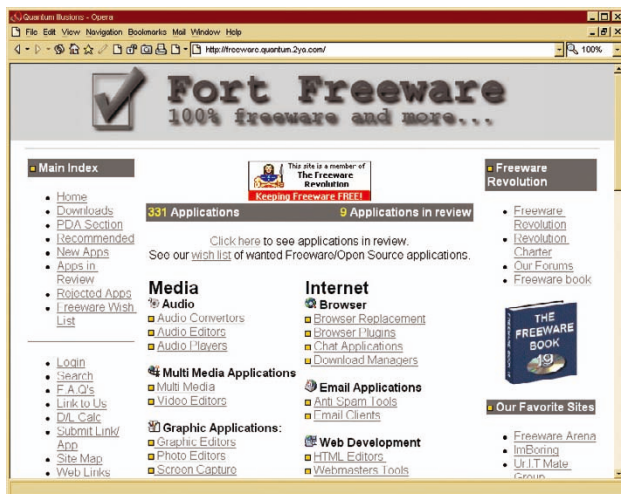 Quantum Illusions - Opera
File Edit View Navigation Bookmarks Mail Window Help
http://freeware.quantum.2ya.com/
100%
Fort Freeware
100% freeware and more...
Main Index
Home
Downloads
PDA Section
Recommended
New Apps
Apps in
Review
Rejected Apps
Freeware Wish
List
Login
Search
F.A.Q's
Link to Us
D/L Calc
Submit Link/
App
Site Map
Web Links
This site is a member of
The Freeware
Revolution
Keeping Freeware FREE!
331 Applications
9 Applications in review
Click here to see applications in review.
See our wish list of wanted Freeware/Open Source applications.
Media
Audio
Audio Convertors
Audio Editors
Audio Players
Multi Media Applications
Multi Media
Video Editors
Graphic Applications:
Graphic Editors
Photo Editors
Screen Capture
Internet
Browser
Browser Replacement
Browser Plugins
Chat Applications
Download Managers
Email Applications
Anti Spam Tools
Email Clients
Web Development
HTML Editors
Webmasters Tools
Freeware
Revolution
Freeware
Revolution
Revolution
Charter
Our Forums
Freeware book
THE
FREEWARE
BOOK
49
Our Favorite Sites
Freeware Arena
ImBoring
Ur.I.T Mate
Group